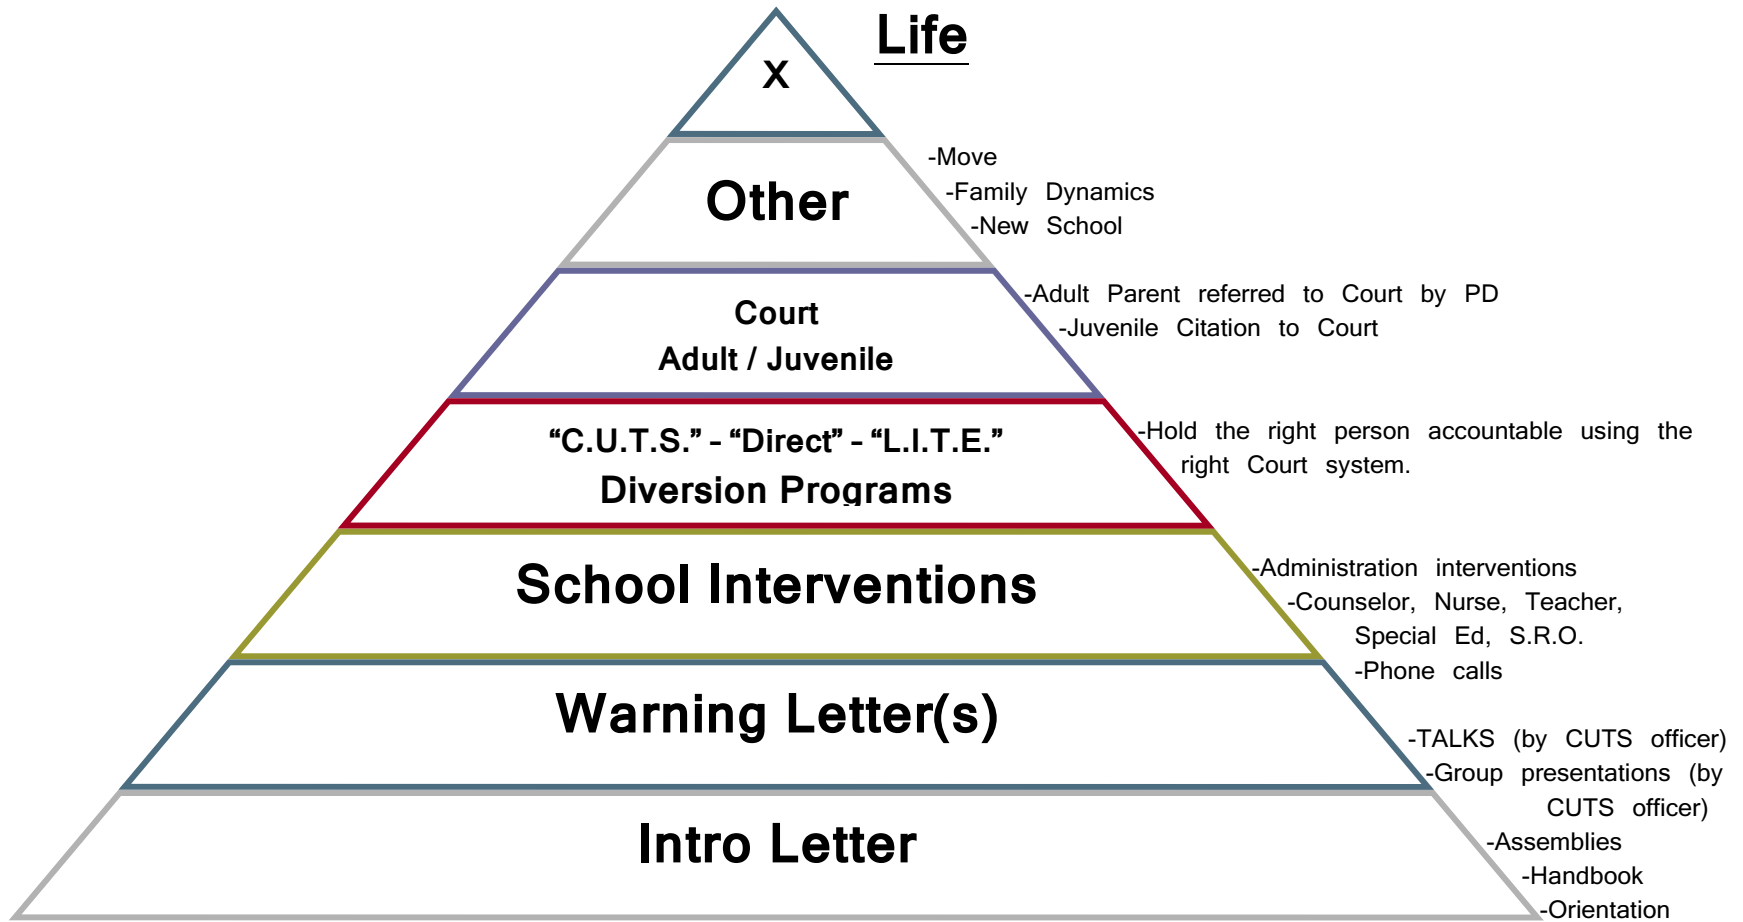 Life
X
Other
-Move
-Family Dynamics
-New School
Court
Adult / Juvenile
-Adult Parent referred to Court by PD
-Juvenile Citation to Court
“C.U.T.S.” – “Direct” – “L.I.T.E.”
Diversion Programs
-Hold the right person accountable using the
right Court system.
School Interventions
-Administration interventions
-Counselor, Nurse, Teacher,
Special Ed, S.R.O.
-Phone calls
Warning Letter(s)
-TALKS (by CUTS officer)
-Group presentations (by
CUTS officer)
Intro Letter
-Assemblies
-Handbook
-Orientation